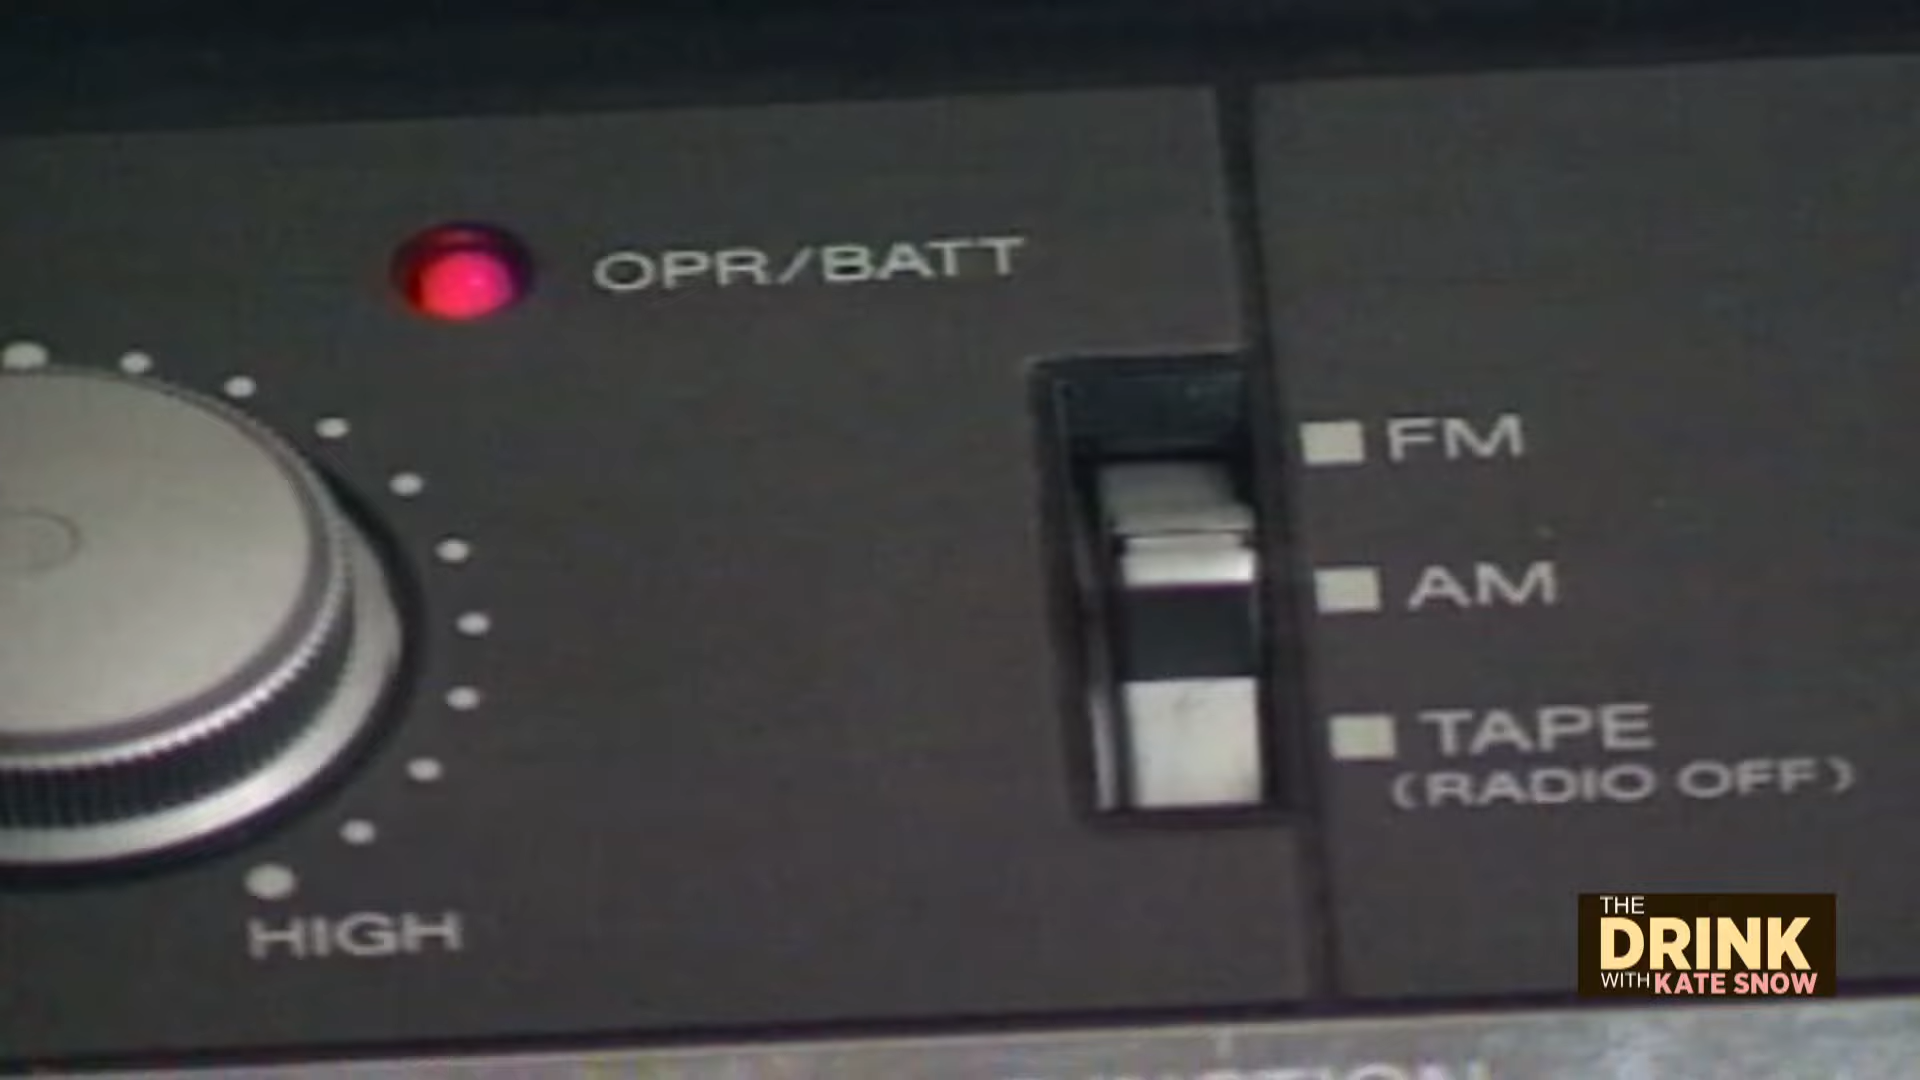 OPR/BATT
FM
AM
TAPE
(RADIO OFF)
HIGH
THE
DRINK
WITH KATE SNOW